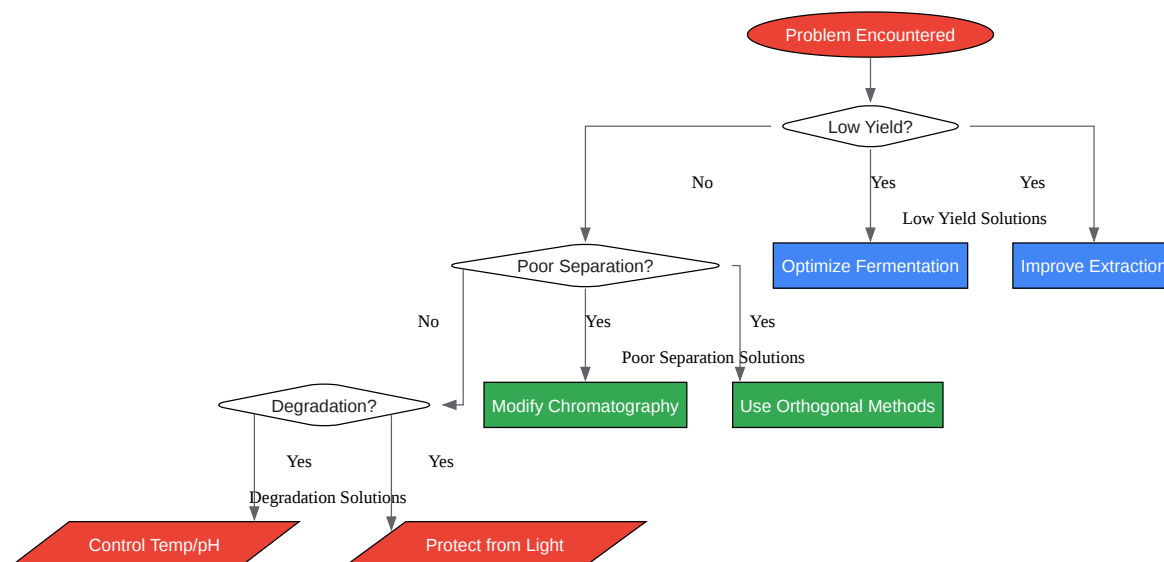 Problem Encountered
Low Yield?
No
Yes
Yes
Low Yield Solutions
Poor Separation?
Optimize Fermentation
Improve Extraction
No
Yes
Yes
Poor Separation Solutions
Degradation?
Modify Chromatography
Use Orthogonal Methods
Yes
Yes
Degradation Solutions
Control Temp/pH
Protect from Light